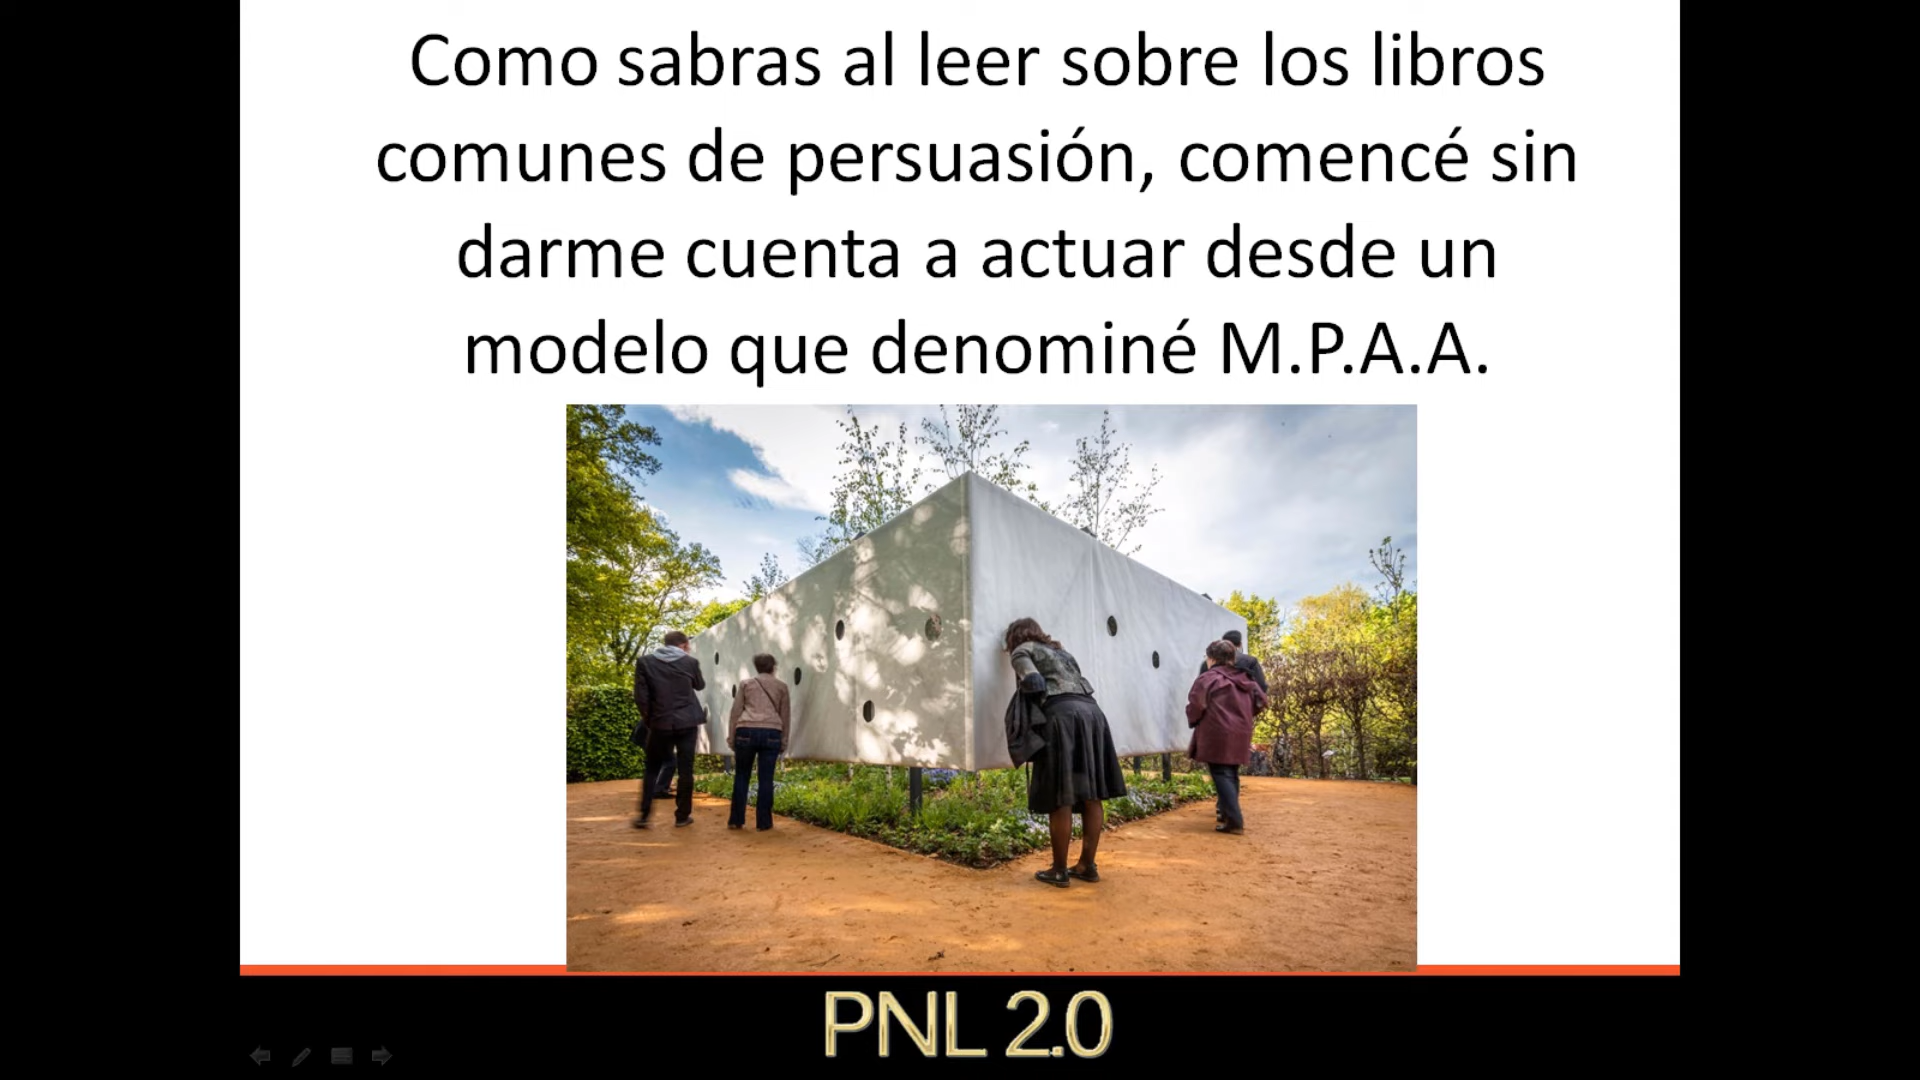 Como sabras al leer sobre los libros
comunes de persuasión, comencé sin
darme cuenta a actuar desde un
modelo que denominé M.P.A.A.
PNL 2.0